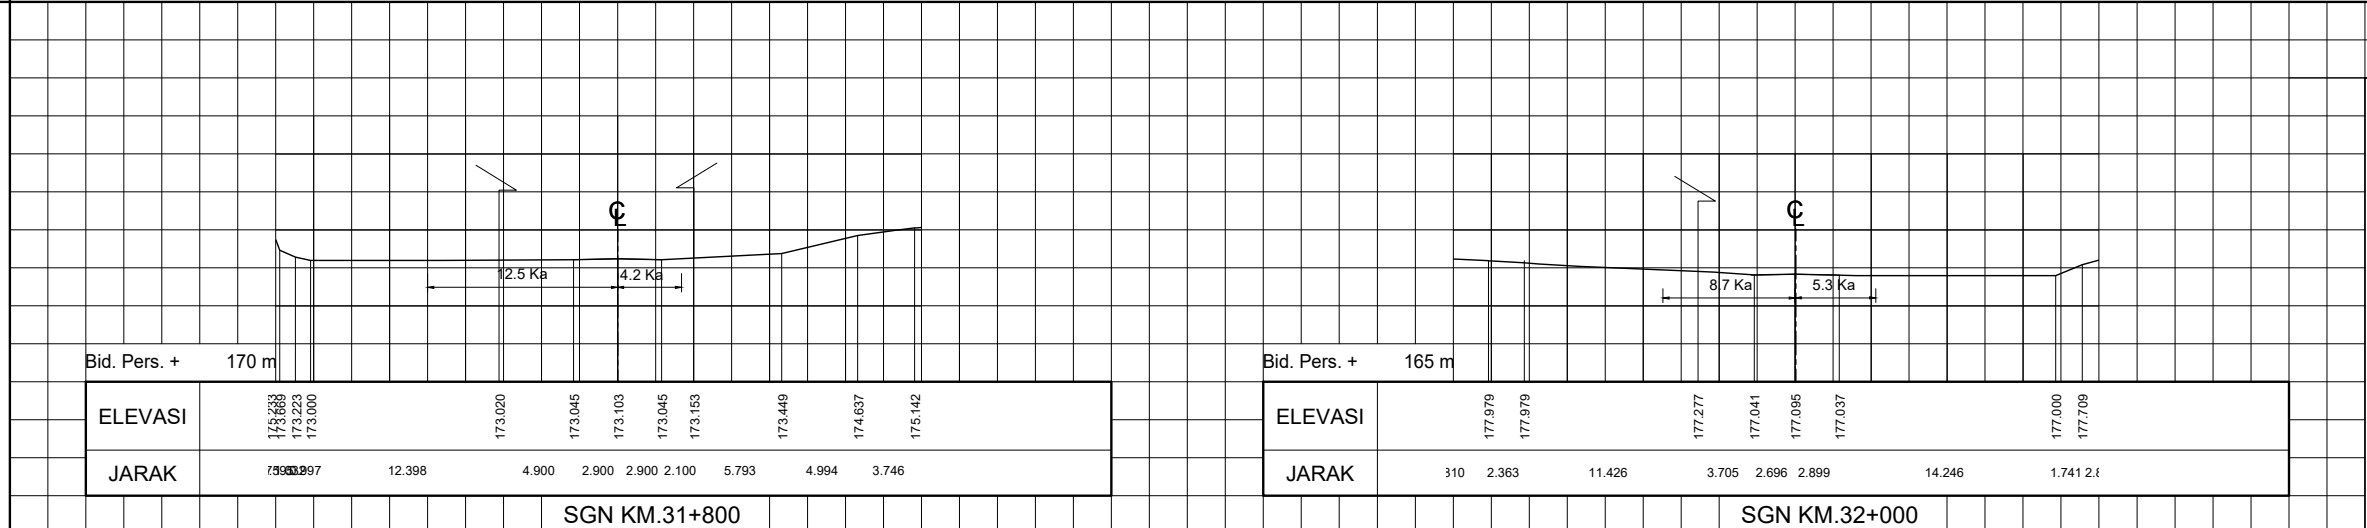 ℄
℄
12.5 Ka 4.2 Ka
8.7 Ka 5.3 Ka
Bid. Pers. + 170 m
ELEVASI 173.669 173.223 173.000 173.020 173.045 173.103 173.045 173.153 173.449 174.637 175.142
JARAK 12.398 4.900 2.900 2.900 2.100 5.793 4.994 3.746
SGN KM.31+800
Bid. Pers. + 165 m
ELEVASI 177.979 177.979 177.277 177.041 177.095 177.037 177.000 177.709
JARAK 2.363 11.426 3.705 2.696 2.899 14.246 1.741
SGN KM.32+000